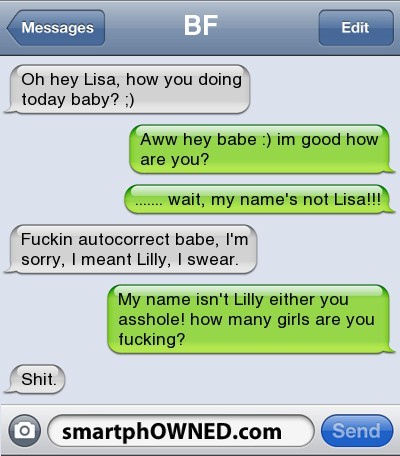 Messages
BF
Edit
Oh hey Lisa, how you doing
today baby? ;)
Aww hey babe :) im good how
are you?
....... wait, my name's not Lisa!!!
Fuckin autocorrect babe, I'm
sorry, I meant Lilly, I swear.
My name isn't Lilly either you
asshole! how many girls are you
fucking?
Shit.
smartphOWNED.com
Send